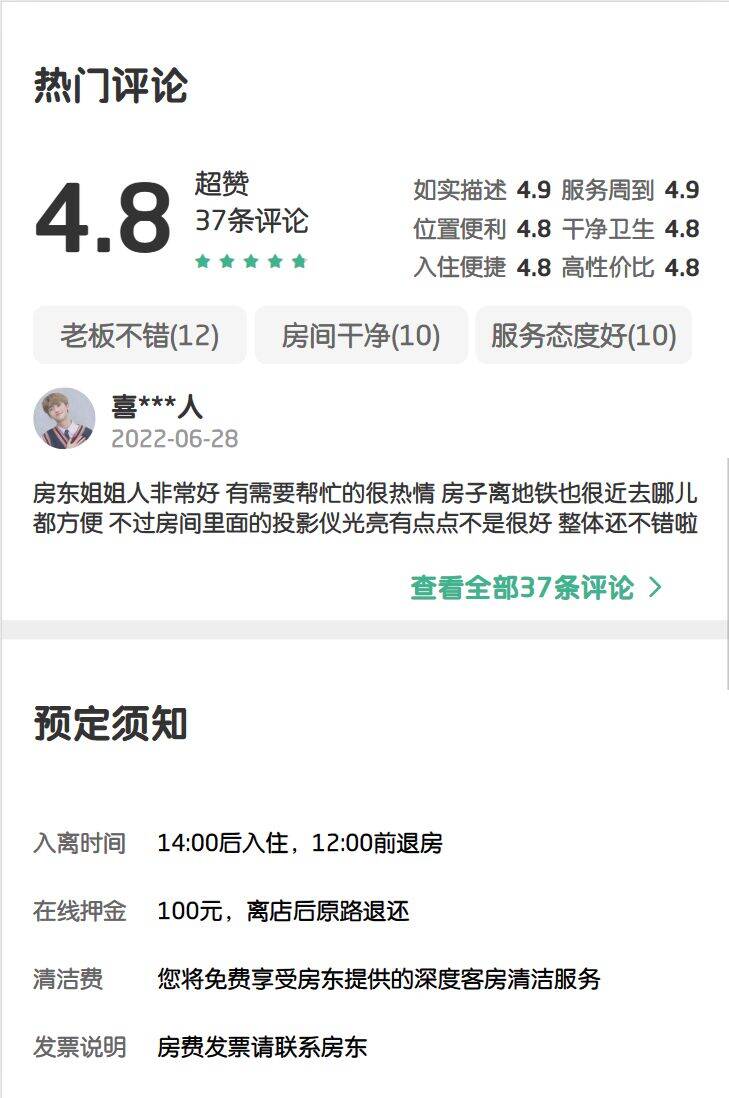 热门评论
4.8
超赞
37条评论
如实描述 4.9 服务周到 4.9
位置便利 4.8 干净卫生 4.8
入住便捷 4.8 高性价比 4.8
老板不错(12) 房间干净(10) 服务态度好(10)
喜***人
2022-06-28
房东姐姐人非常好 有需要帮忙的很热情 房子离地铁也很近去哪儿
都方便 不过房间里面的投影仪光亮有点点不是很好 整体还不错啦
查看全部37条评论 >
预定须知
入离时间 14:00后入住，12:00前退房
在线押金 100元，离店后原路退还
清洁费 您将免费享受房东提供的深度客房清洁服务
发票说明 房费发票请联系房东